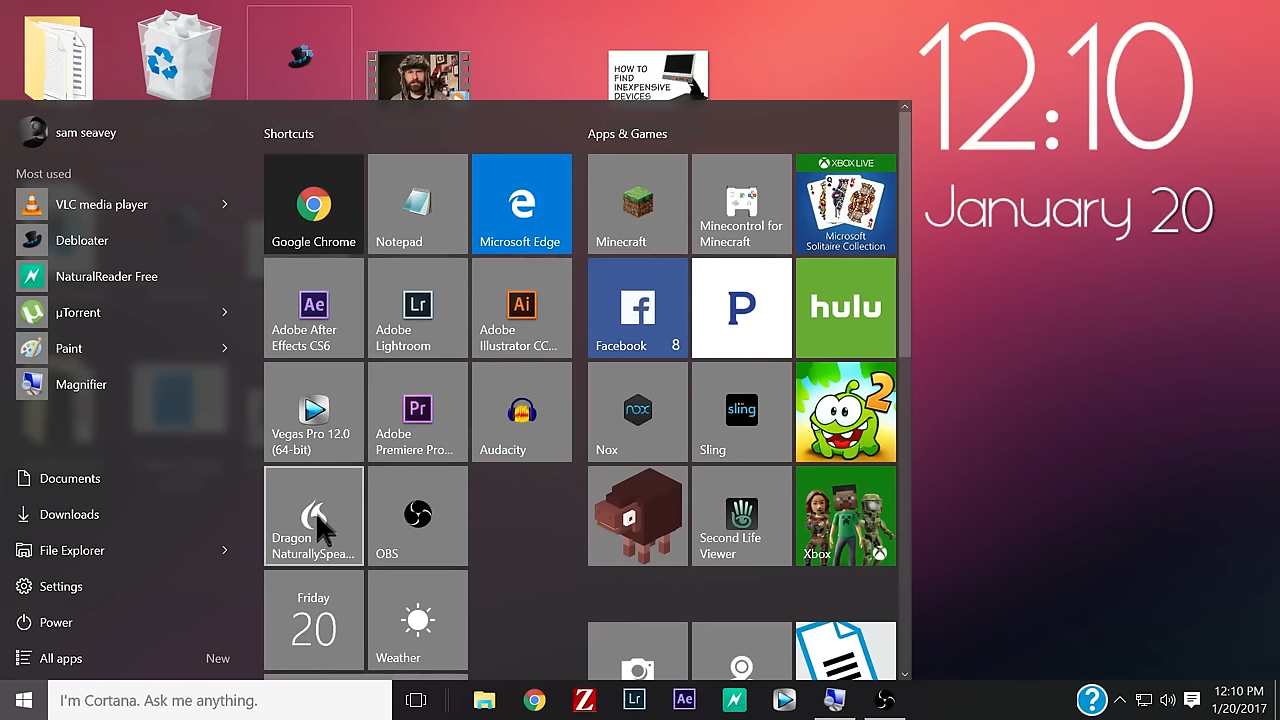 HOW TO
FIND
INEXPENSIVE
DEVICES
12:10
January 20
sam seavey
Most used
VLC media player
Debloater
NaturalReader Free
µTorrent
Paint
Magnifier
Documents
Downloads
File Explorer
Settings
Power
All apps
New
Shortcuts
Google Chrome
Notepad
Microsoft Edge
Ae
Adobe After
Effects CS6
Lr
Adobe
Lightroom
Ai
Adobe
Illustrator CC...
Vegas Pro 12.0
(64-bit)
Pr
Adobe
Premiere Pro...
Audacity
Dragon
NaturallySpea...
OBS
Friday
20
Weather
Apps & Games
Minecraft
Minecontrol for
Minecraft
XBOX LIVE
Microsoft
Solitaire Collection
Facebook 8
P
hulu
nox
Nox
sling
Sling
2
Second Life
Viewer
Xbox
I'm Cortana. Ask me anything.
Z
Lr
Ae
?
12:10 PM
1/20/2017